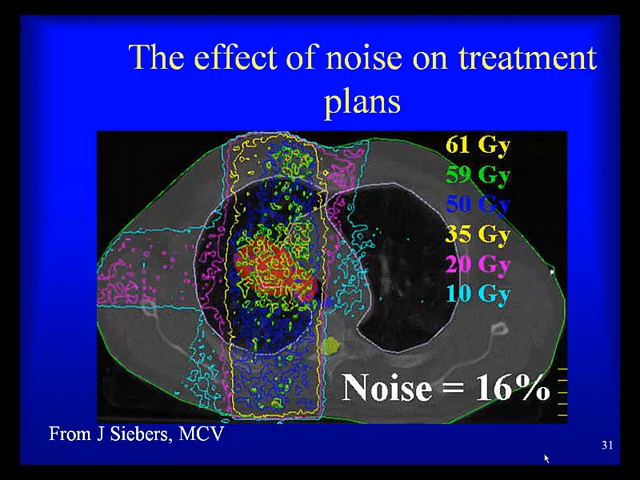 The effect of noise on treatment
plans
61 Gy
59 Gy
50 Gy
35 Gy
20 Gy
10 Gy
Noise = 16%
From J Siebers, MCV
31